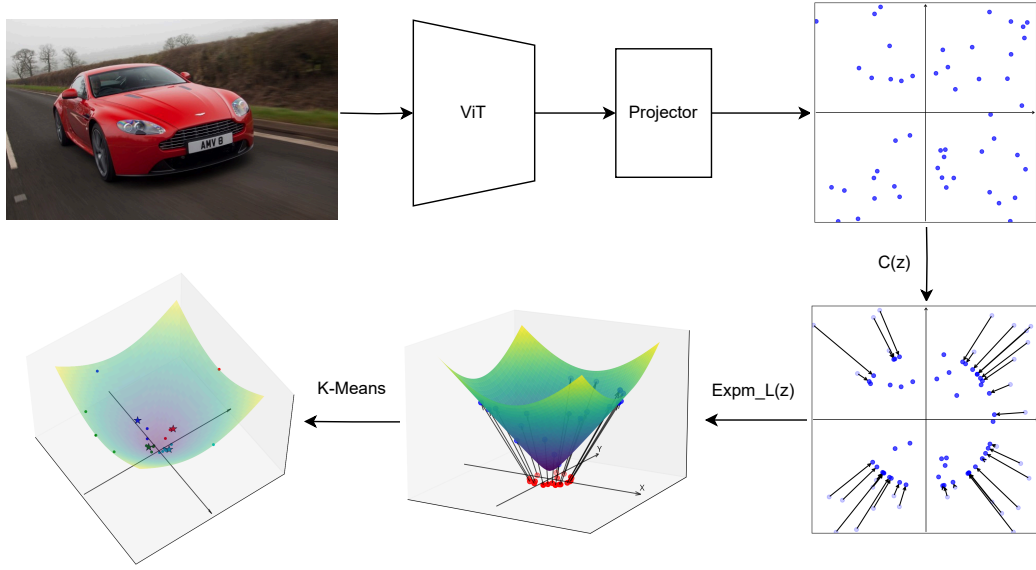 ViT
Projector
AMV 8
C(z)
K-Means
Expm_L(z)
Y
X